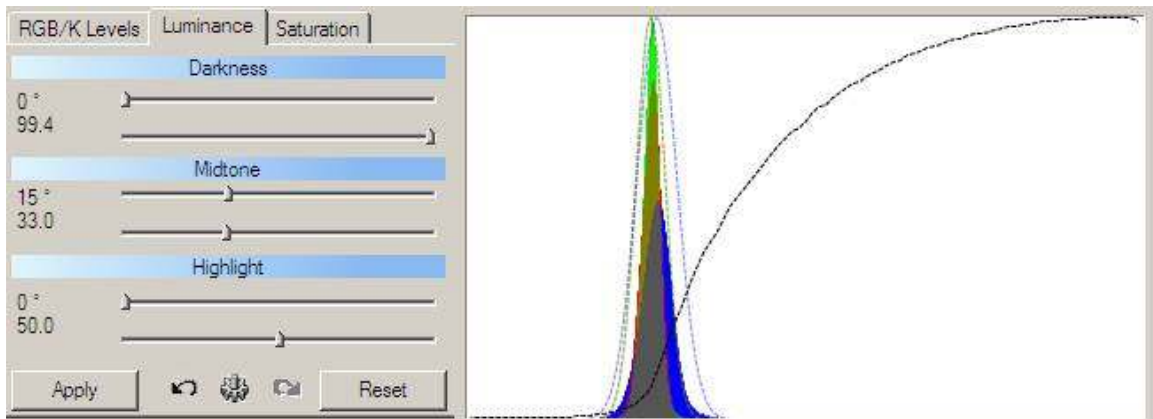 RGB/K Levels Luminance Saturation
Darkness
0 °
99.4
Midtone
15 °
33.0
Highlight
0 °
50.0
Apply Reset